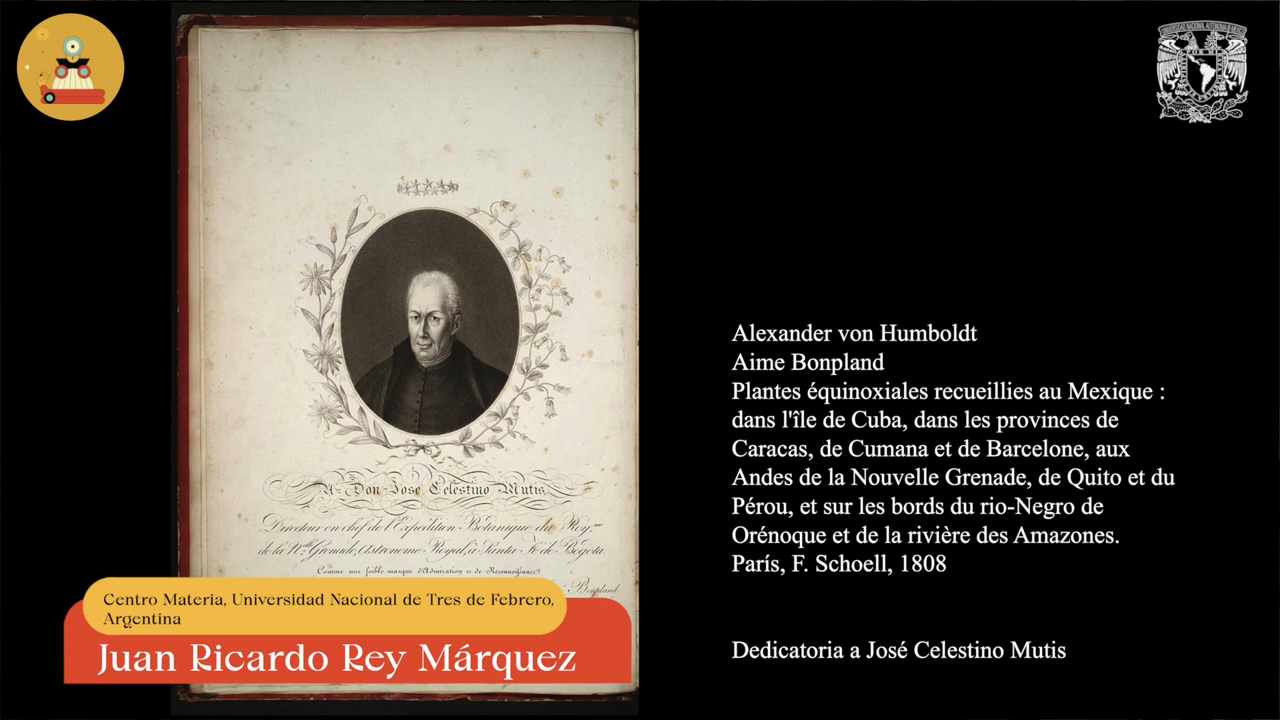 A Don José Celestino Mutis
Directeur en chef de l'Expédition Botanique du Roy.me
de la N.lle Grenade, Astronome Royal, à Santa Fé de Bogota.
Comme une foible marque d'Admiration et de Reconnoissance.
Bonpland
Centro Materia, Universidad Nacional de Tres de Febrero,
Argentina
Juan Ricardo Rey Márquez
Alexander von Humboldt
Aime Bonpland
Plantes équinoxiales recueillies au Mexique :
dans l'île de Cuba, dans les provinces de
Caracas, de Cumana et de Barcelone, aux
Andes de la Nouvelle Grenade, de Quito et du
Pérou, et sur les bords du rio-Negro de
Orénoque et de la rivière des Amazones.
París, F. Schoell, 1808
Dedicatoria a José Celestino Mutis